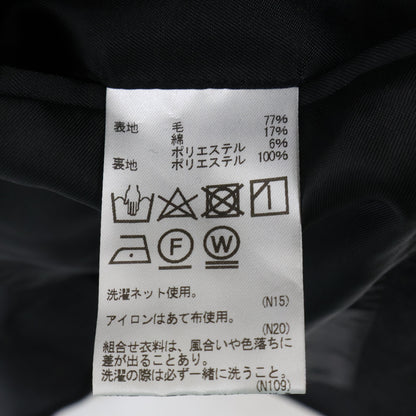 表地 毛 77%
綿 17%
ポリエステル 6%
裏地 ポリエステル 100%
F W
洗濯ネット使用。 (N15)
アイロンはあて布使用。 (N20)
組合せ衣料は、風合いや色落ちに
差が出ることあり。
洗濯の際は必ず一緒に洗うこと。 (N109)